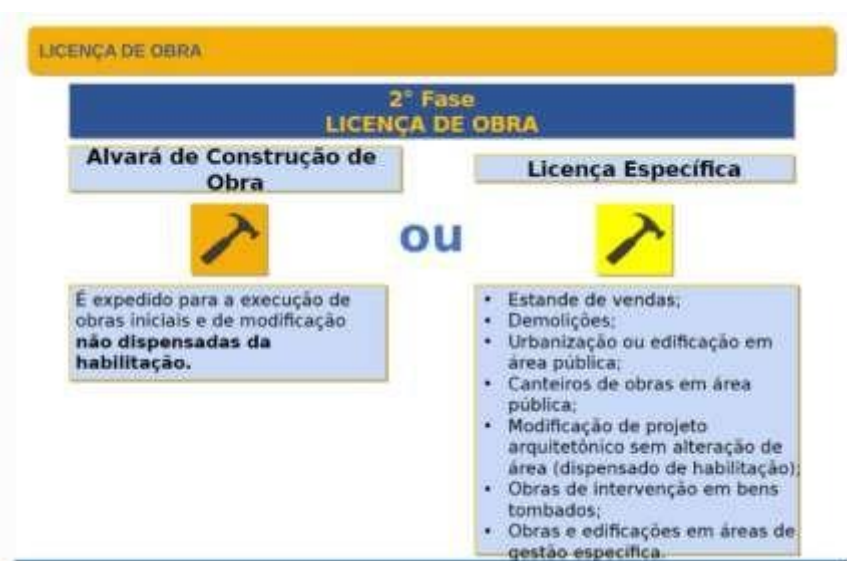 LICENÇA DE OBRA
2° Fase
LICENÇA DE OBRA
Alvará de Construção de
Obra
Licença Específica
ou
É expedido para a execução de
obras iniciais e de modificação
não dispensadas da
habilitação.
• Estande de vendas;
• Demolições;
• Urbanização ou edificação em
área pública;
• Canteiros de obras em área
pública;
• Modificação de projeto
arquitetônico sem alteração de
área (dispensado de habilitação);
• Obras de intervenção em bens
tombados;
• Obras e edificações em áreas de
gestão específica.